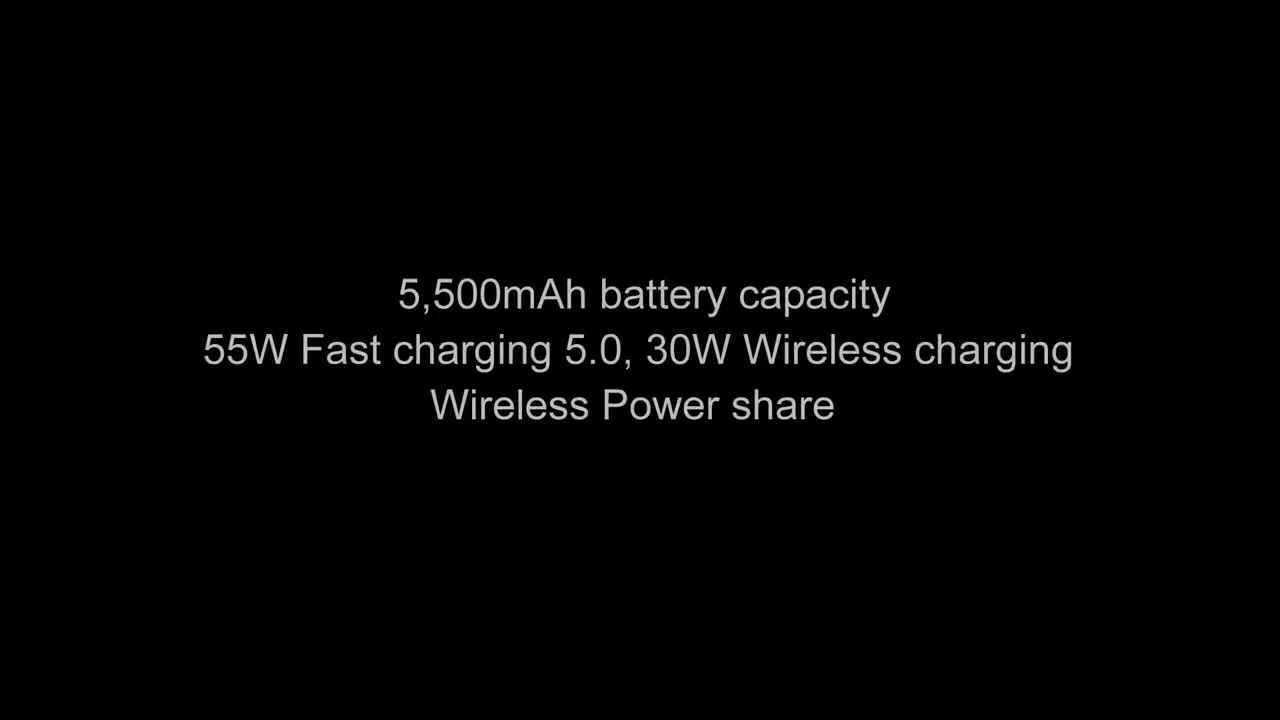 5,500mAh battery capacity
55W Fast charging 5.0, 30W Wireless charging
Wireless Power share